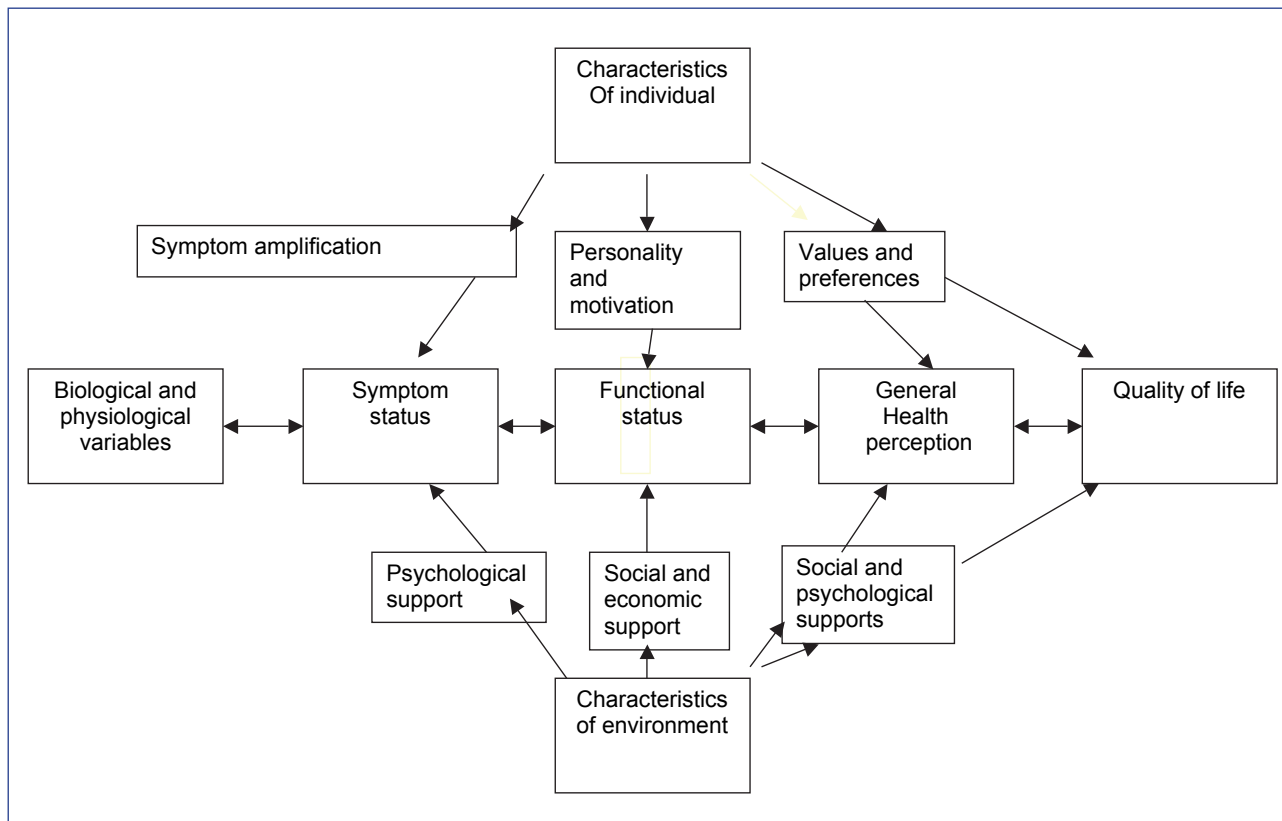 Characteristics
Of individual
Symptom amplification
Personality
and
motivation
Values and
preferences
Biological and
physiological
variables
Symptom
status
Functional
status
General
Health
perception
Quality of life
Psychological
support
Social and
economic
support
Social and
psychological
supports
Characteristics
of environment